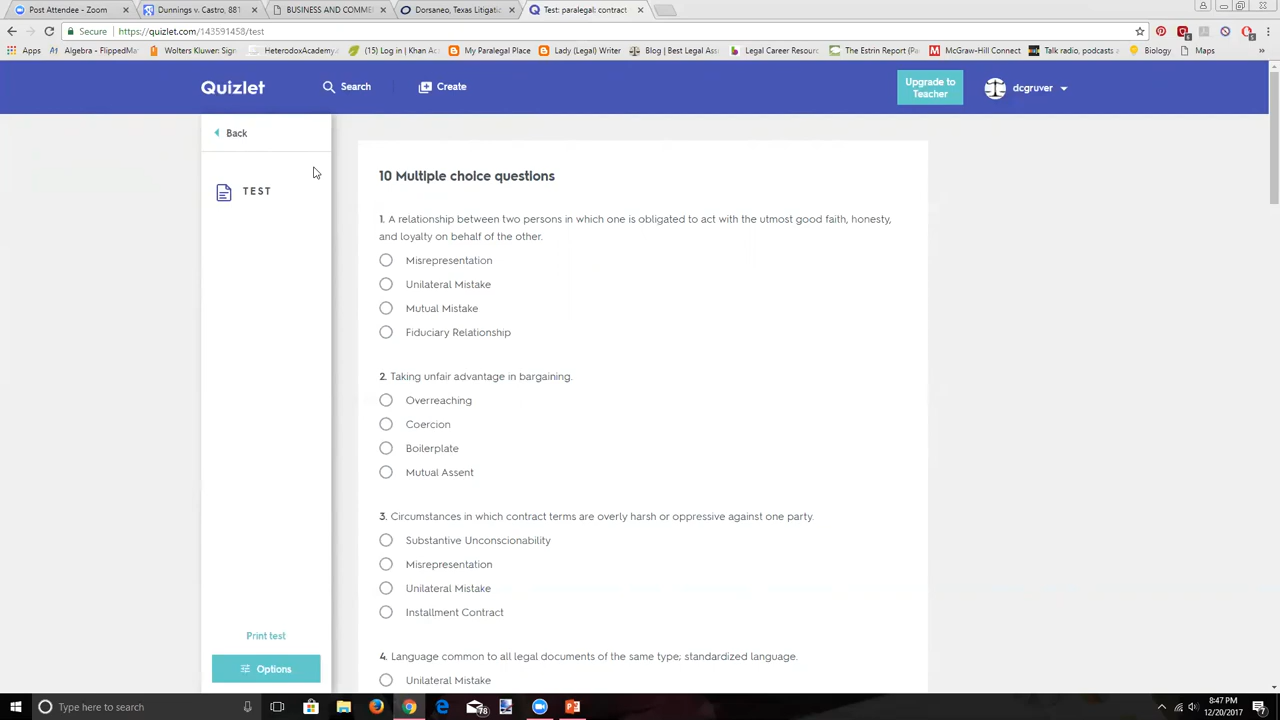 Post Attendee - Zoom
Dunnings v. Castro, 881
BUSINESS AND COMME
Dorsaneo, Texas Litigati
Test: paralegal: contract
Secure
https://quizlet.com/143591458/test
Apps
Algebra - FlippedMa
Wolters Kluwer: Sign
HeterodoxAcademy
(15) Log in | Khan Ac
My Paralegal Place
Lady (Legal) Writer
Blog | Best Legal Ass
Legal Career Resour
The Estrin Report (Pa
McGraw-Hill Connect
Talk radio, podcasts a
Biology
Maps
Quizlet
Search
Create
Upgrade to
Teacher
dcgruver
Back
TEST
10 Multiple choice questions
1. A relationship between two persons in which one is obligated to act with the utmost good faith, honesty,
and loyalty on behalf of the other.
Misrepresentation
Unilateral Mistake
Mutual Mistake
Fiduciary Relationship
2. Taking unfair advantage in bargaining.
Overreaching
Coercion
Boilerplate
Mutual Assent
3. Circumstances in which contract terms are overly harsh or oppressive against one party.
Substantive Unconscionability
Misrepresentation
Unilateral Mistake
Installment Contract
4. Language common to all legal documents of the same type; standardized language.
Unilateral Mistake
Print test
Options
Type here to search
78
8:47 PM
12/20/2017